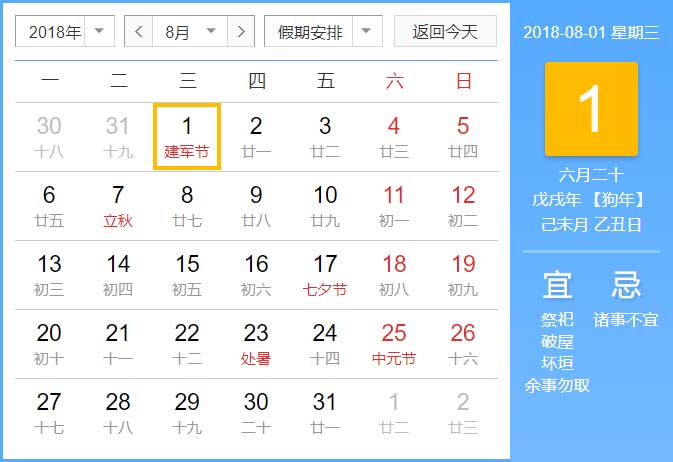 2018年 8月 假期安排 返回今天
一 二 三 四 五 六 日
30 31 1 2 3 4 5
十八 十九 建军节 廿一 廿二 廿三 廿四
6 7 8 9 10 11 12
廿五 立秋 廿七 廿八 廿九 初一 初二
13 14 15 16 17 18 19
初三 初四 初五 初六 七夕节 初八 初九
20 21 22 23 24 25 26
初十 十一 十二 处暑 十四 中元节 十六
27 28 29 30 31 1 2
十七 十八 十九 二十 廿一 廿二 廿三
2018-08-01 星期三
1
六月二十
戊戌年 【狗年】
己未月 乙丑日
宜 忌
祭祀 诸事不宜
破屋
坏垣
余事勿取